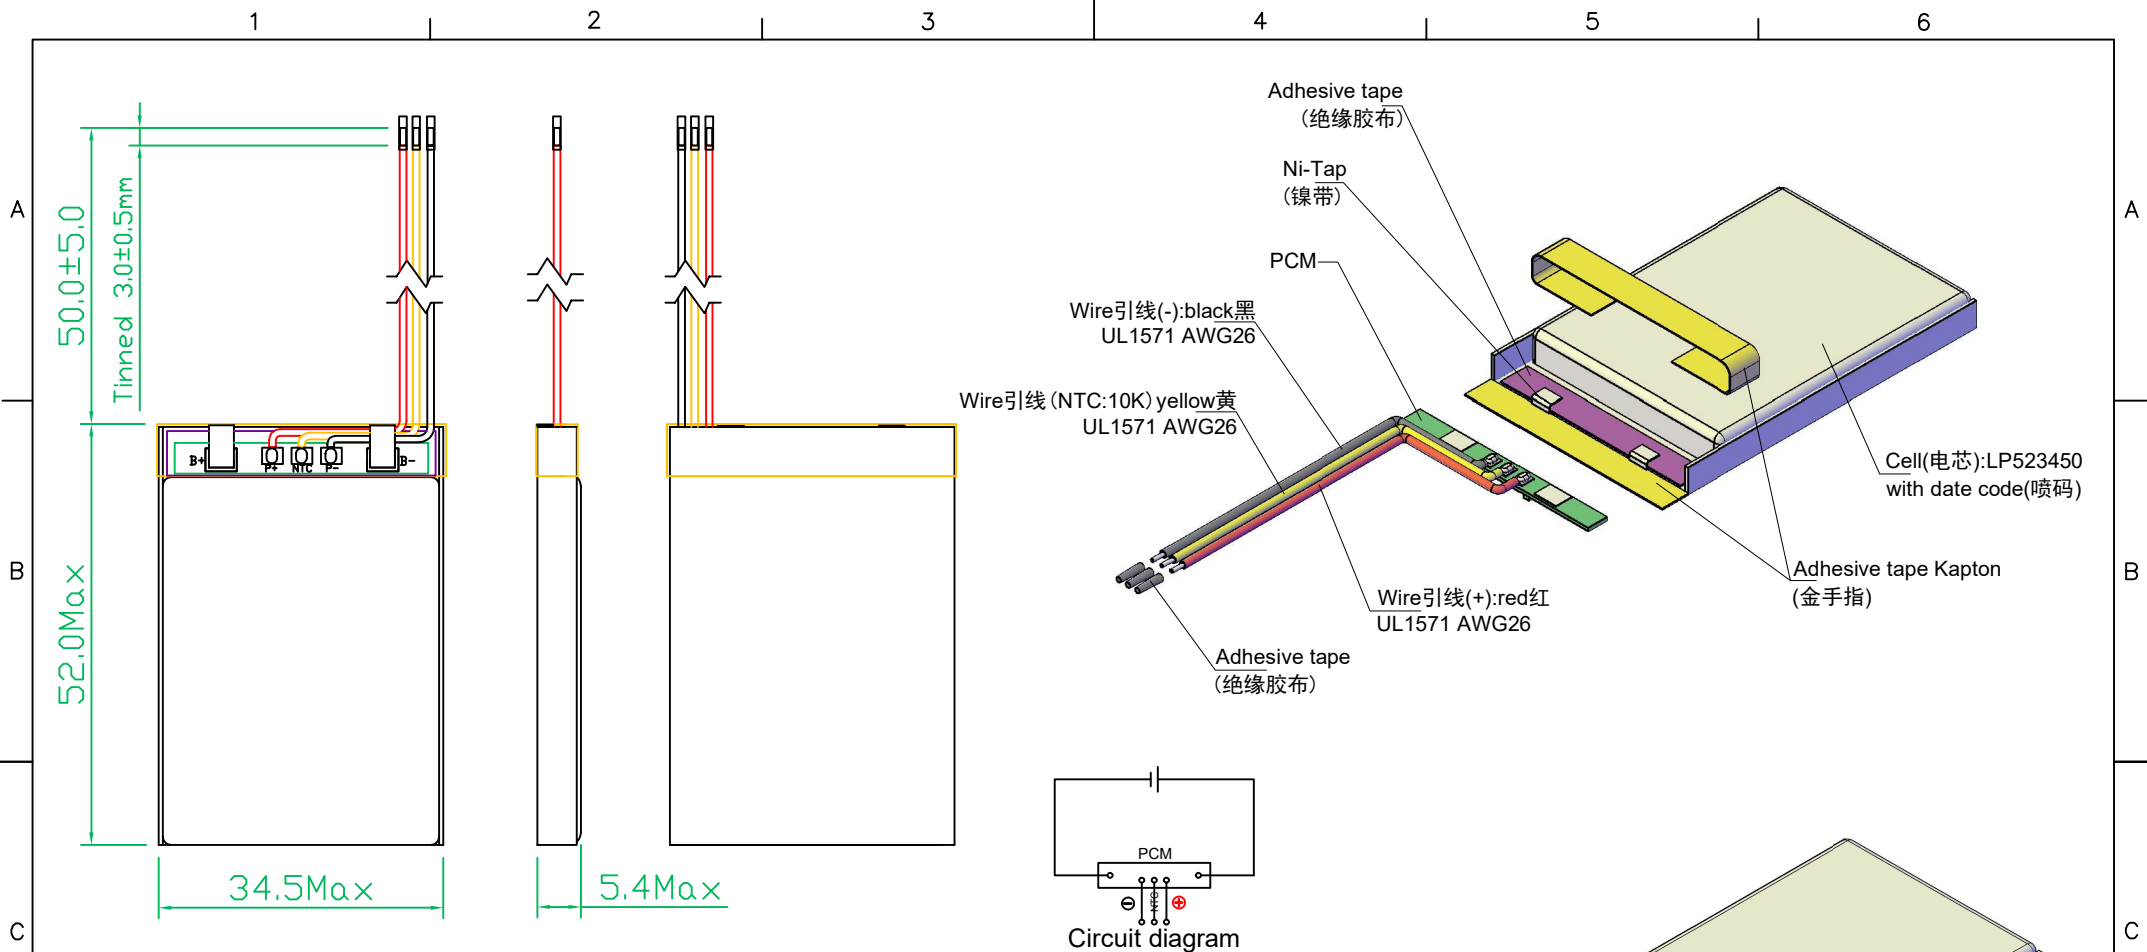 1
2
3
4
5
6
A
A
50.0±5.0
Tinned 3.0±0.5mm
B+
P+
NTC
P-
B-
52.0Max
34.5Max
5.4Max
Adhesive tape
(绝缘胶布)
Ni-Tap
(镍带)
PCM
Wire引线(-):black黑
UL1571 AWG26
Wire引线(NTC:10K)yellow黄
UL1571 AWG26
Cell(电芯):LP523450
with date code(喷码)
Adhesive tape Kapton
(金手指)
Wire引线(+):red红
UL1571 AWG26
Adhesive tape
(绝缘胶布)
B
B
PCM
NTC
Circuit diagram
C
C